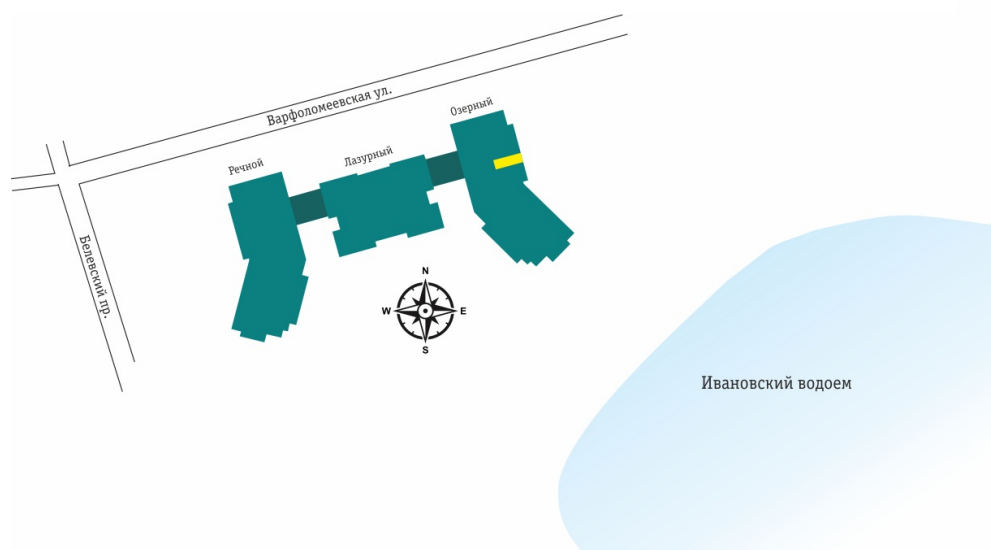 Варфоломеевская ул.
Озерный
Лазурный
Речной
Белевский пр.
N
W
E
S
Ивановский водоем